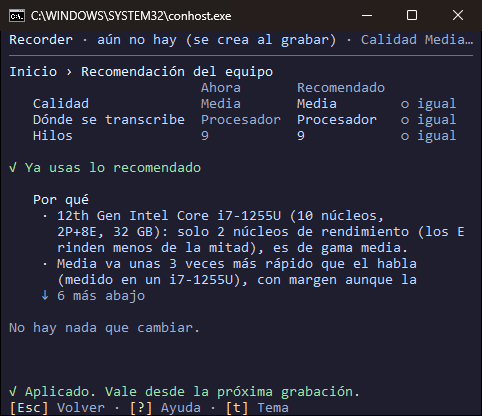 C:\WINDOWS\SYSTEM32\conhost.exe
Recorder · aún no hay (se crea al grabar) · Calidad Media…
Inicio › Recomendación del equipo
Ahora Recomendado
Calidad Media Media o igual
Dónde se transcribe Procesador Procesador o igual
Hilos 9 9 o igual
√ Ya usas lo recomendado
Por qué
· 12th Gen Intel Core i7-1255U (10 núcleos,
2P+8E, 32 GB): solo 2 núcleos de rendimiento (los E
rinden menos de la mitad), es de gama media.
· Media va unas 3 veces más rápido que el habla
(medido en un i7-1255U), con margen aunque la
↓ 6 más abajo
No hay nada que cambiar.
√ Aplicado. Vale desde la próxima grabación.
[Esc] Volver · [?] Ayuda · [t] Tema